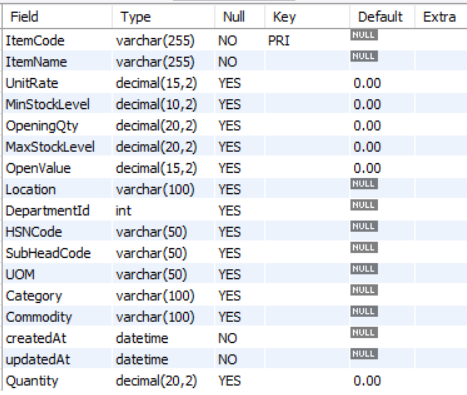 Field Type Null Key Default Extra
ItemCode varchar(255) NO PRI NULL
ItemName varchar(255) NO NULL
UnitRate decimal(15,2) YES 0.00
MinStockLevel decimal(10,2) YES 0.00
OpeningQty decimal(20,2) YES 0.00
MaxStockLevel decimal(20,2) YES 0.00
OpenValue decimal(15,2) YES 0.00
Location varchar(100) YES NULL
DepartmentId int YES NULL
HSNCode varchar(50) YES NULL
SubHeadCode varchar(50) YES NULL
UOM varchar(50) YES NULL
Category varchar(100) YES NULL
Commodity varchar(100) YES NULL
createdAt datetime NO NULL
updatedAt datetime NO NULL
Quantity decimal(20,2) YES 0.00